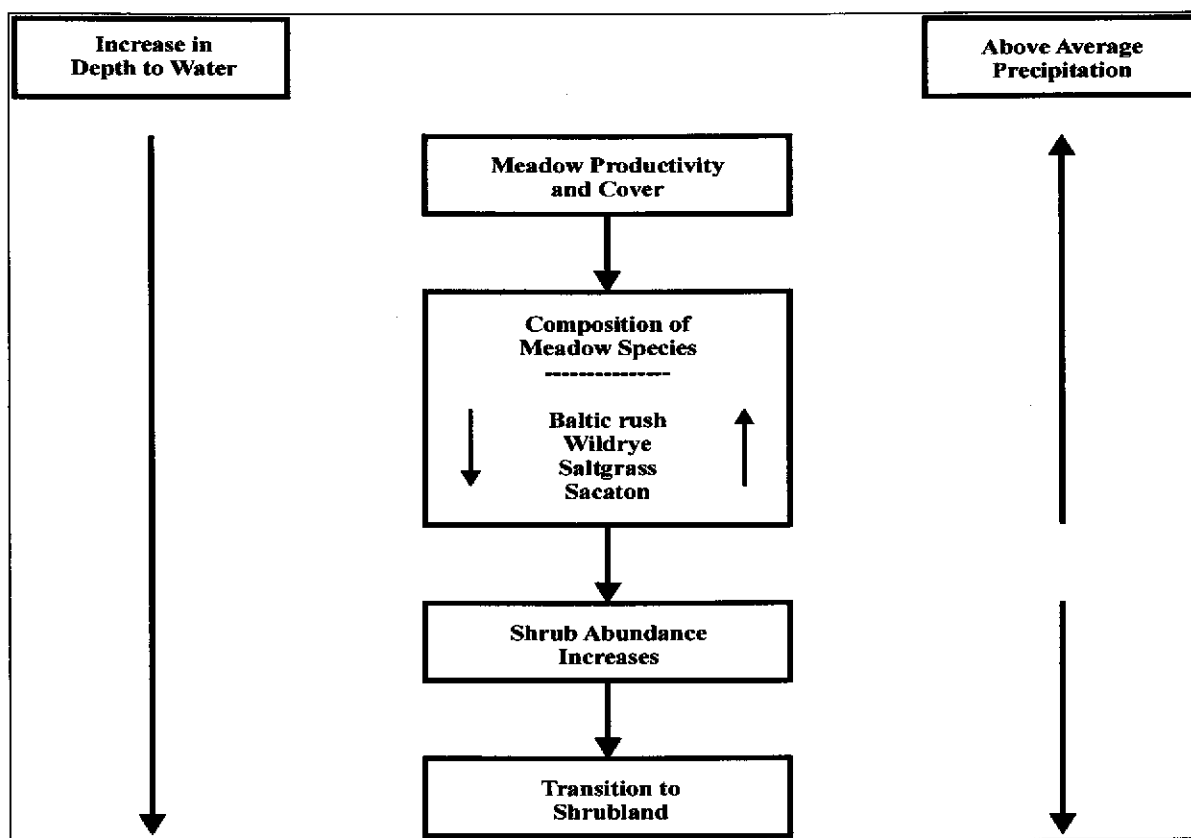 Increase in
Depth to Water
Above Average
Precipitation
Meadow Productivity
and Cover
Composition of
Meadow Species
---------------
Baltic rush
Wildrye
Saltgrass
Sacaton
Shrub Abundance
Increases
Transition to
Shrubland